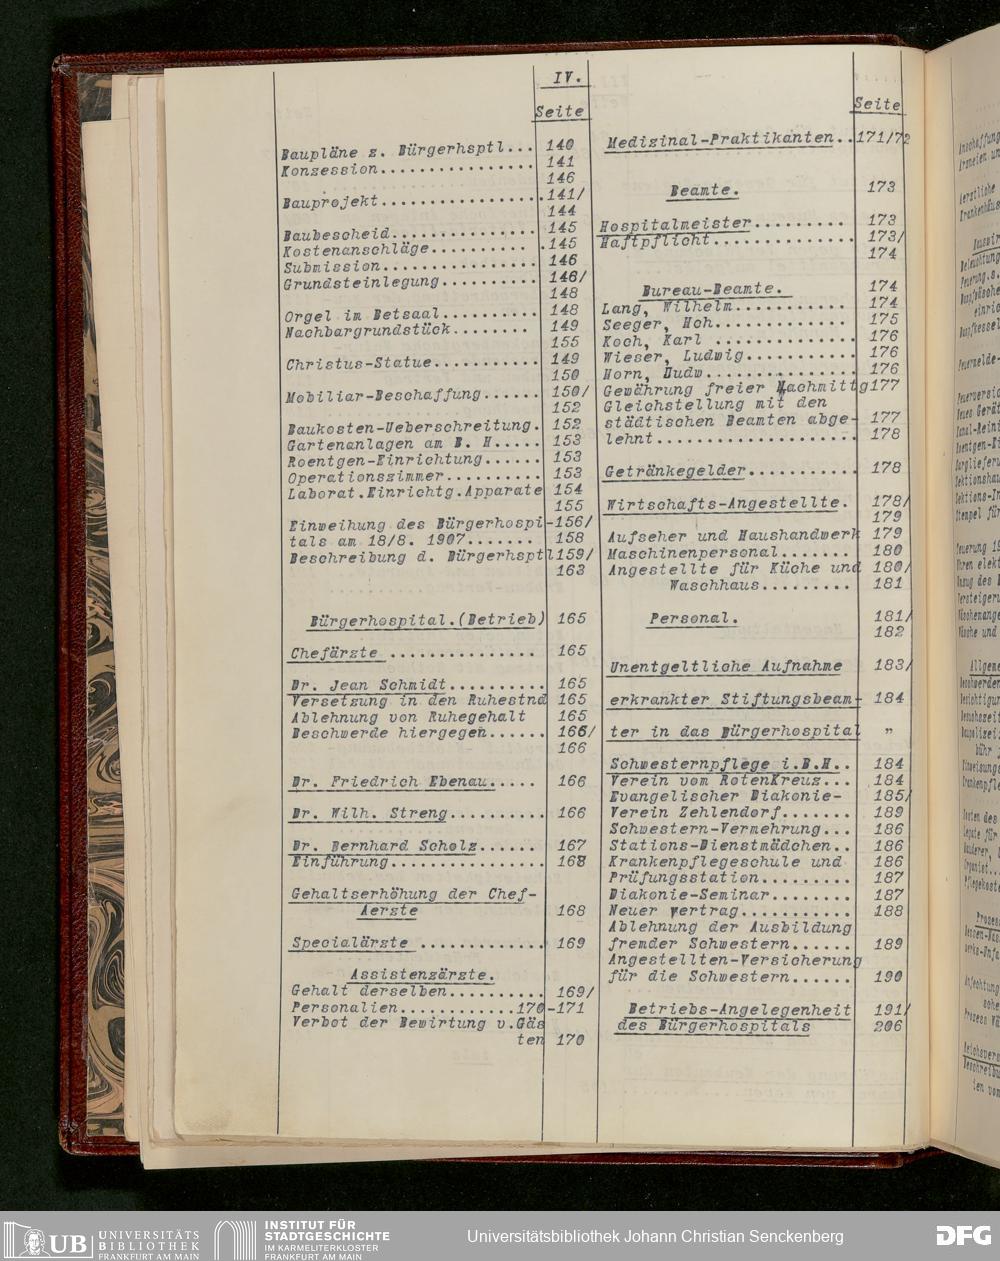 IV.
Seite
Baupläne z. Bürgerhsptl... 140
Konzession................ 141
146
Bauprojekt.................141/
144
Baubescheid............... 145
Kostenanschläge.......... .145
Submission................ 146
Grundsteinlegung.......... 146/
148
Orgel im Betsaal.......... 148
Nachbargrundstück........ 149
155
Christus-Statue........... 149
150
Mobiliar-Beschaffung...... 150/
152
Baukosten-Ueberschreitung. 152
Gartenanlagen am B. H..... 153
Roentgen-Einrichtung...... 153
Operationszimmer.......... 153
Laborat.Einrichtg.Apparate 154
155
Einweihung des Bürgerhospi-156/
tals am 18/8. 1907....... 158
Beschreibung d. Bürgerhsptl159/
163
Bürgerhospital.(Betrieb) 165
Chefärzte ............... 165
Dr. Jean Schmidt.......... 165
Versetzung in den Ruhestnd 165
Ablehnung von Ruhegehalt 165
Beschwerde hiergegen...... 166/
166
Dr. Friedrich Ebenau..... 166
Dr. Wilh. Streng.......... 166
Dr. Bernhard Scholz....... 167
Einführung................ 168
Gehaltserhöhung der Chef-
Aerzte 168
Specialärzte ............. 169
Assistenzärzte.
Gehalt derselben.......... 169/
Personalien............170-171
Verbot der Bewirtung v.Gäs
ten 170
Seite
Medizinal-Praktikanten..171/72
Beamte. 173
Hospitalmeister......... 173
Haftpflicht.............. 173/
174
Bureau-Beamte. 174
Lang, Wilhelm........... 174
Seeger, Hch............. 175
Koch, Karl ............. 176
Wieser, Ludwig.......... 176
Horn, Ludw.............. 176
Gewährung freier Nachmittg177
Gleichstellung mit den
städtischen Beamten abge- 177
lehnt................... 178
Getränkegelder.......... 178
Wirtschafts-Angestellte. 178/
179
Aufseher und Haushandwerk 179
Maschinenpersonal....... 180
Angestellte für Küche und 180/
Waschhaus......... 181
Personal. 181/
182
Unentgeltliche Aufnahme 183/
erkrankter Stiftungsbeam- 184
ter in das Bürgerhospital "
Schwesternpflege i.B.H.. 184
Verein vom RotenKreuz... 184
Evangelischer Diakonie- 185/
Verein Zehlendorf....... 189
Schwestern-Vermehrung... 186
Stations-Dienstmädchen.. 186
Krankenpflegeschule und 186
Prüfungsstation......... 187
Diakonie-Seminar........ 187
Neuer Vertrag........... 188
Ablehnung der Ausbildung
fremder Schwestern...... 189
Angestellten-Versicherung
für die Schwestern...... 190
Betriebs-Angelegenheit 191/
des Bürgerhospitals 206
UB UNIVERSITÄTS
BIBLIOTHEK
FRANKFURT AM MAIN
INSTITUT FÜR
STADTGESCHICHTE
IM KARMELITERKLOSTER
FRANKFURT AM MAIN
Universitätsbibliothek Johann Christian Senckenberg
DFG